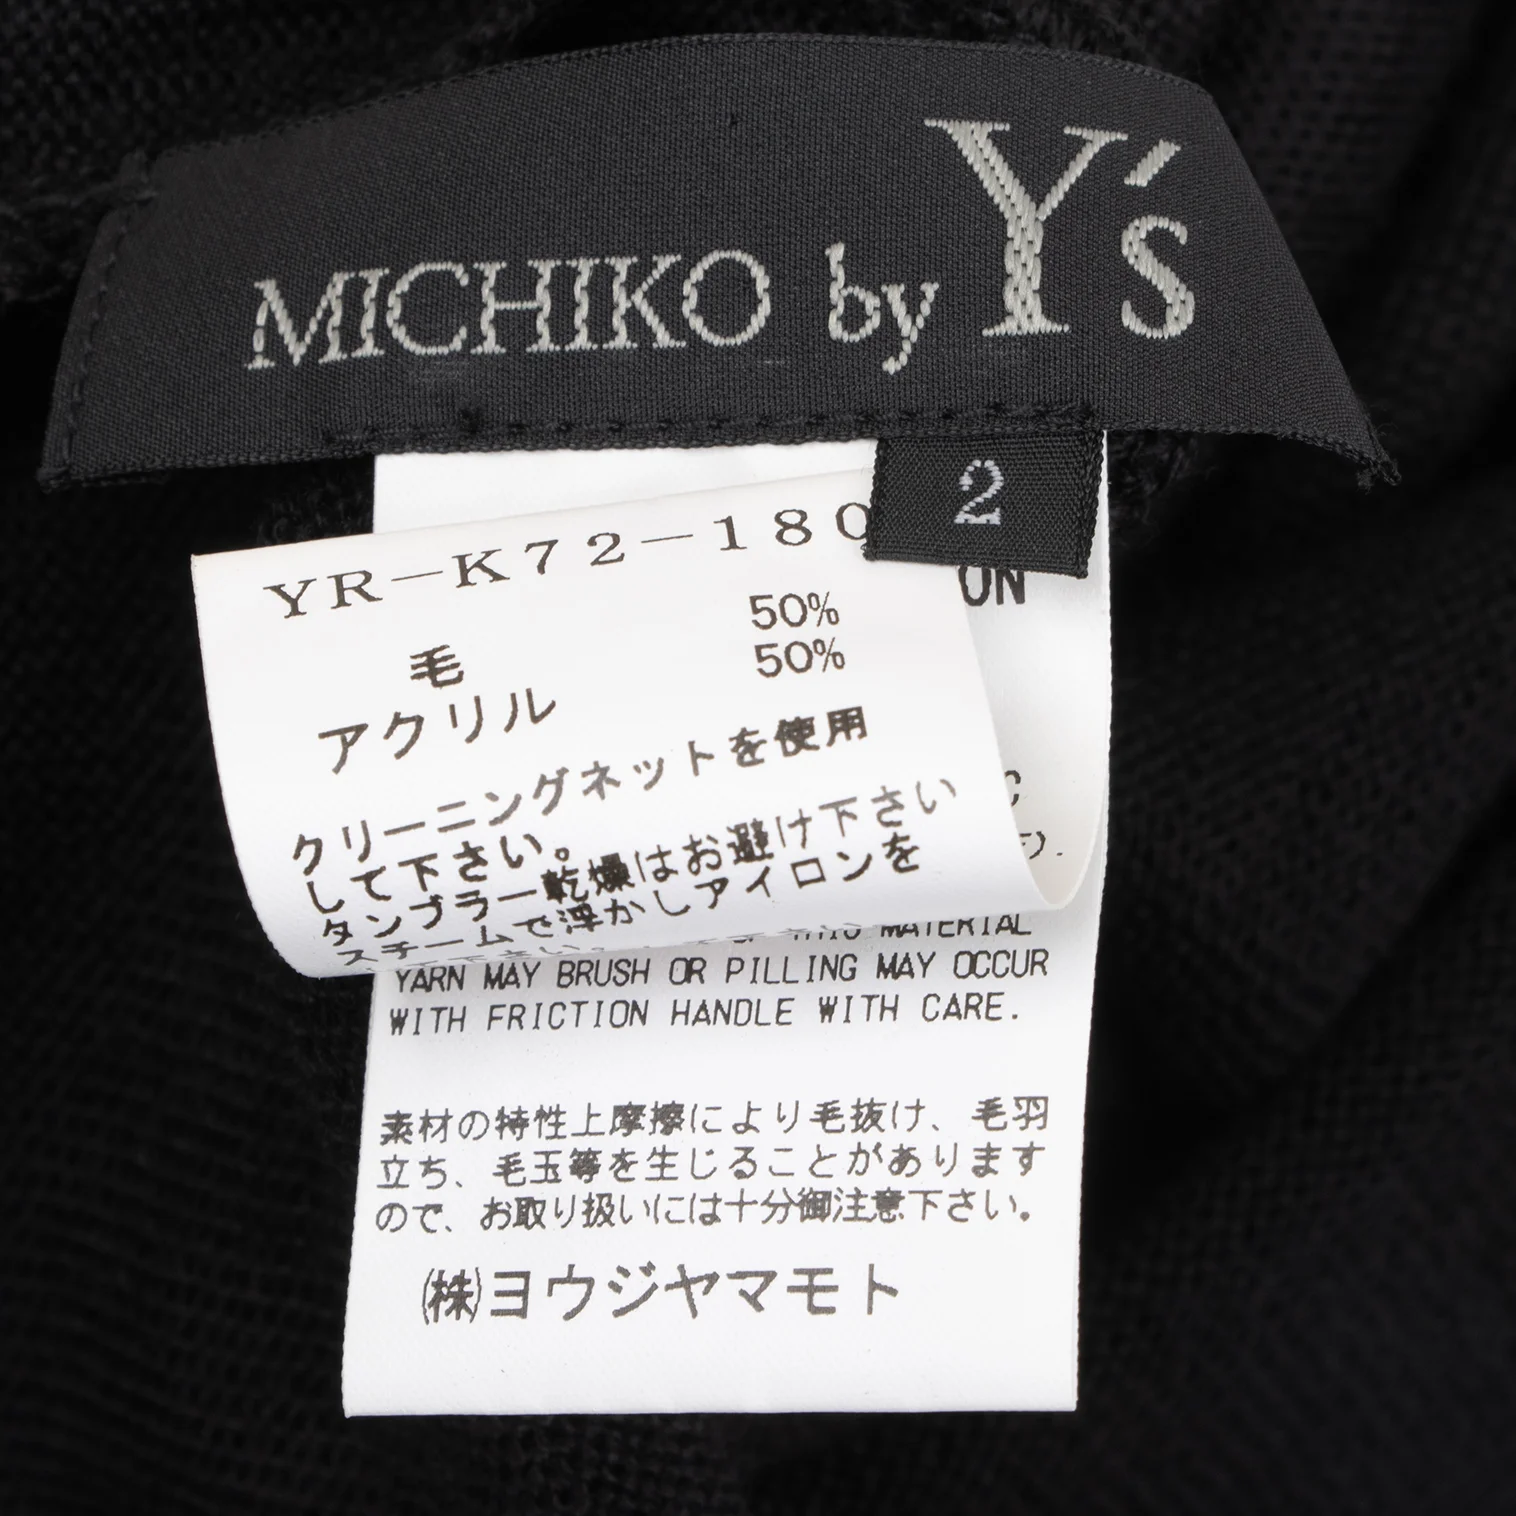 MICHIKO by Y's
2
YR-K72-180
ON
50%
毛 50%
アクリル
クリーニングネットを使用
して下さい。
タンブラー乾燥はお避け下さい
スチームで浮かしアイロンを
THIS MATERIAL
YARN MAY BRUSH OR PILLING MAY OCCUR
WITH FRICTION HANDLE WITH CARE.
素材の特性上摩擦により毛抜け、毛羽
立ち、毛玉等を生じることがあります
ので、お取り扱いには十分御注意下さい。
㈱ヨウジヤマモト